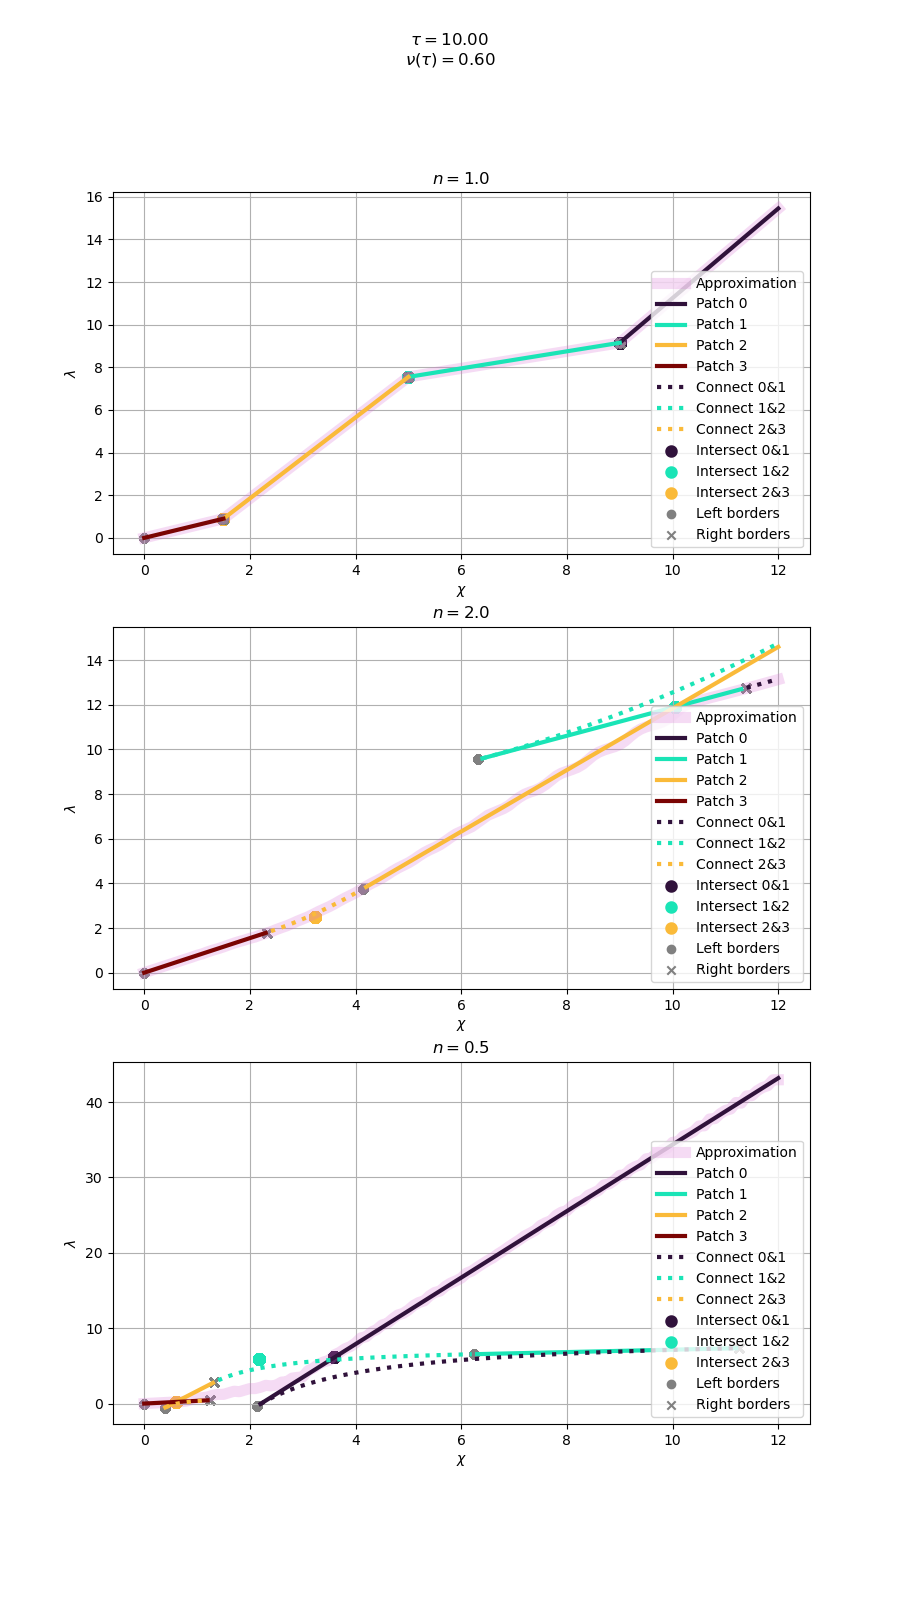 τ = 10.00
ν(τ) = 0.60
n = 1.0
16
14
12
10
8
6
4
2
0
λ
Approximation
Patch 0
Patch 1
Patch 2
Patch 3
Connect 0&1
Connect 1&2
Connect 2&3
Intersect 0&1
Intersect 1&2
Intersect 2&3
Left borders
Right borders
0 2 4 6 8 10 12
χ
n = 2.0
14
12
10
8
6
4
2
0
λ
Approximation
Patch 0
Patch 1
Patch 2
Patch 3
Connect 0&1
Connect 1&2
Connect 2&3
Intersect 0&1
Intersect 1&2
Intersect 2&3
Left borders
Right borders
0 2 4 6 8 10 12
χ
n = 0.5
40
30
20
10
0
λ
Approximation
Patch 0
Patch 1
Patch 2
Patch 3
Connect 0&1
Connect 1&2
Connect 2&3
Intersect 0&1
Intersect 1&2
Intersect 2&3
Left borders
Right borders
0 2 4 6 8 10 12
χ